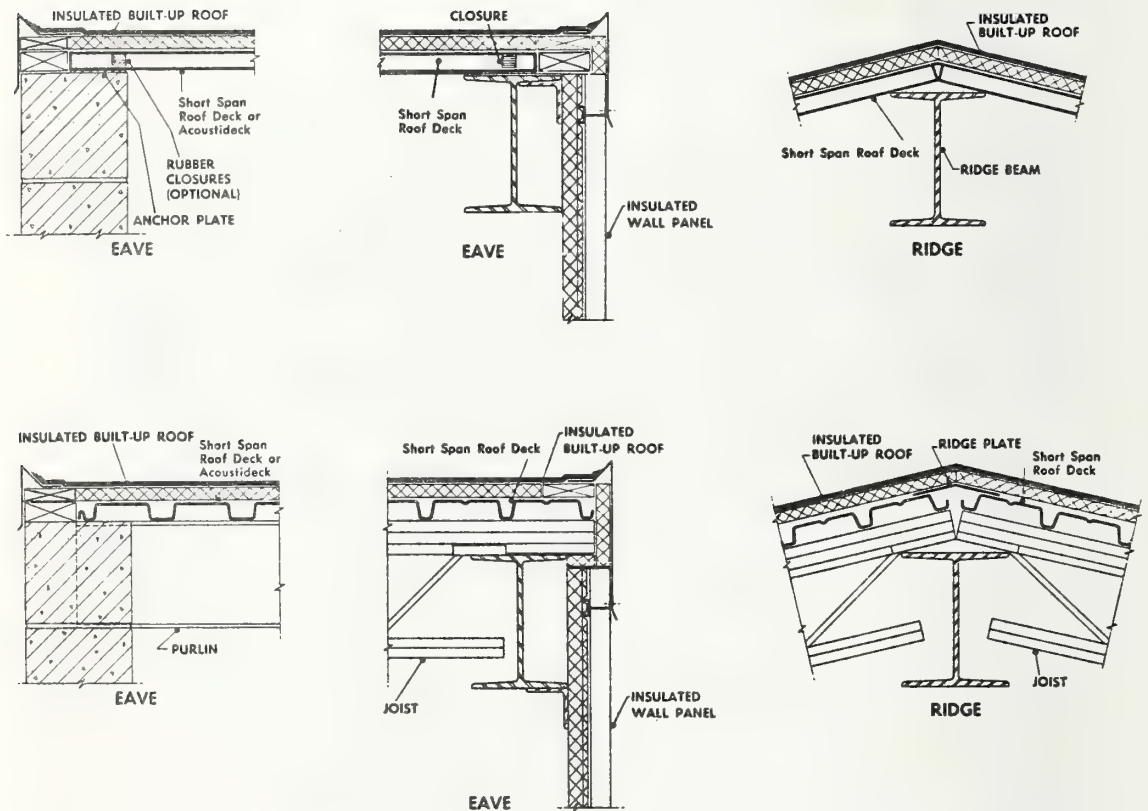 INSULATED BUILT-UP ROOF
Short Span
Roof Deck or
Acoustideck
RUBBER
CLOSURES
(OPTIONAL)
ANCHOR PLATE
EAVE
CLOSURE
Short Span
Roof Deck
INSULATED
WALL PANEL
EAVE
INSULATED
BUILT-UP ROOF
Short Span Roof Deck
RIDGE BEAM
RIDGE
INSULATED BUILT-UP ROOF
Short Span
Roof Deck or
Acoustideck
PURLIN
EAVE
Short Span Roof Deck
INSULATED
BUILT-UP ROOF
JOIST
INSULATED
WALL PANEL
EAVE
INSULATED
BUILT-UP ROOF
RIDGE PLATE
Short Span
Roof Deck
JOIST
RIDGE